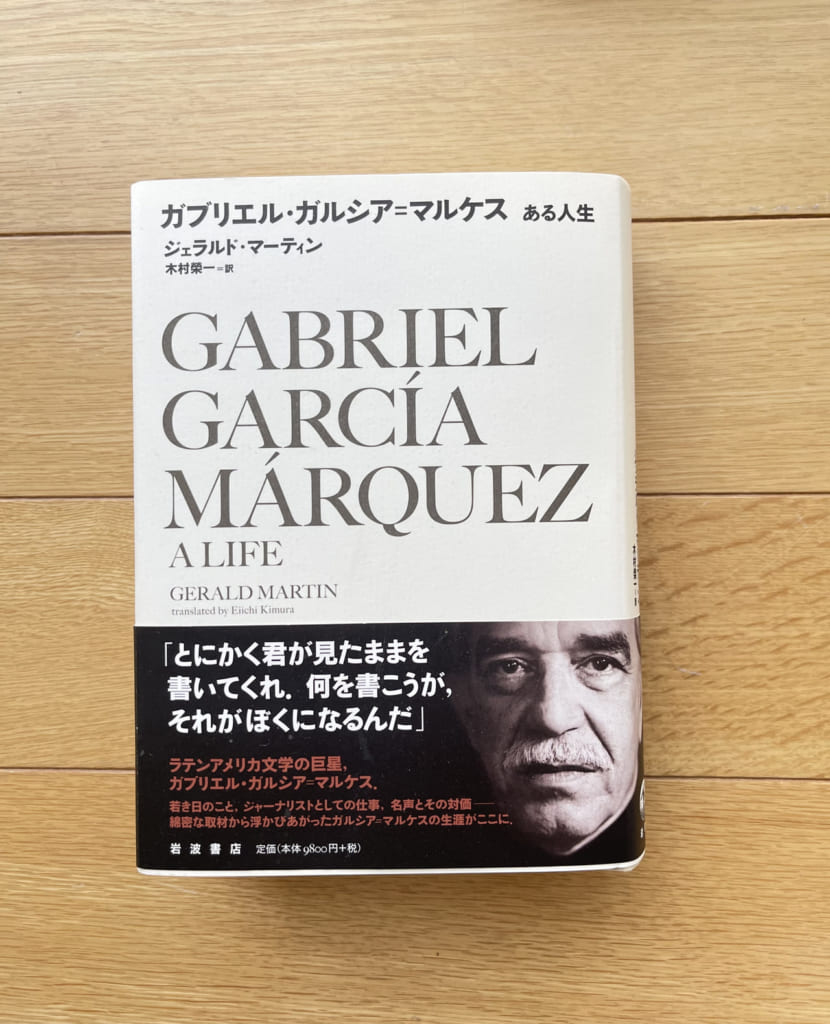 ガブリエル・ガルシア=マルケス ある人生
ジェラルド・マーティン
木村榮一=訳
GABRIEL
GARCÍA
MÁRQUEZ
A LIFE
GERALD MARTIN
translated by Eiichi Kimura
「とにかく君が見たままを
書いてくれ．何を書こうが，
それがぼくになるんだ」
ラテンアメリカ文学の巨星，
ガブリエル・ガルシア=マルケス．
若き日のこと，ジャーナリストとしての仕事，名声とその対価──
綿密な取材から浮かびあがったガルシア=マルケスの生涯がここに．
岩波書店 定価(本体9800円+税)
木村榮一